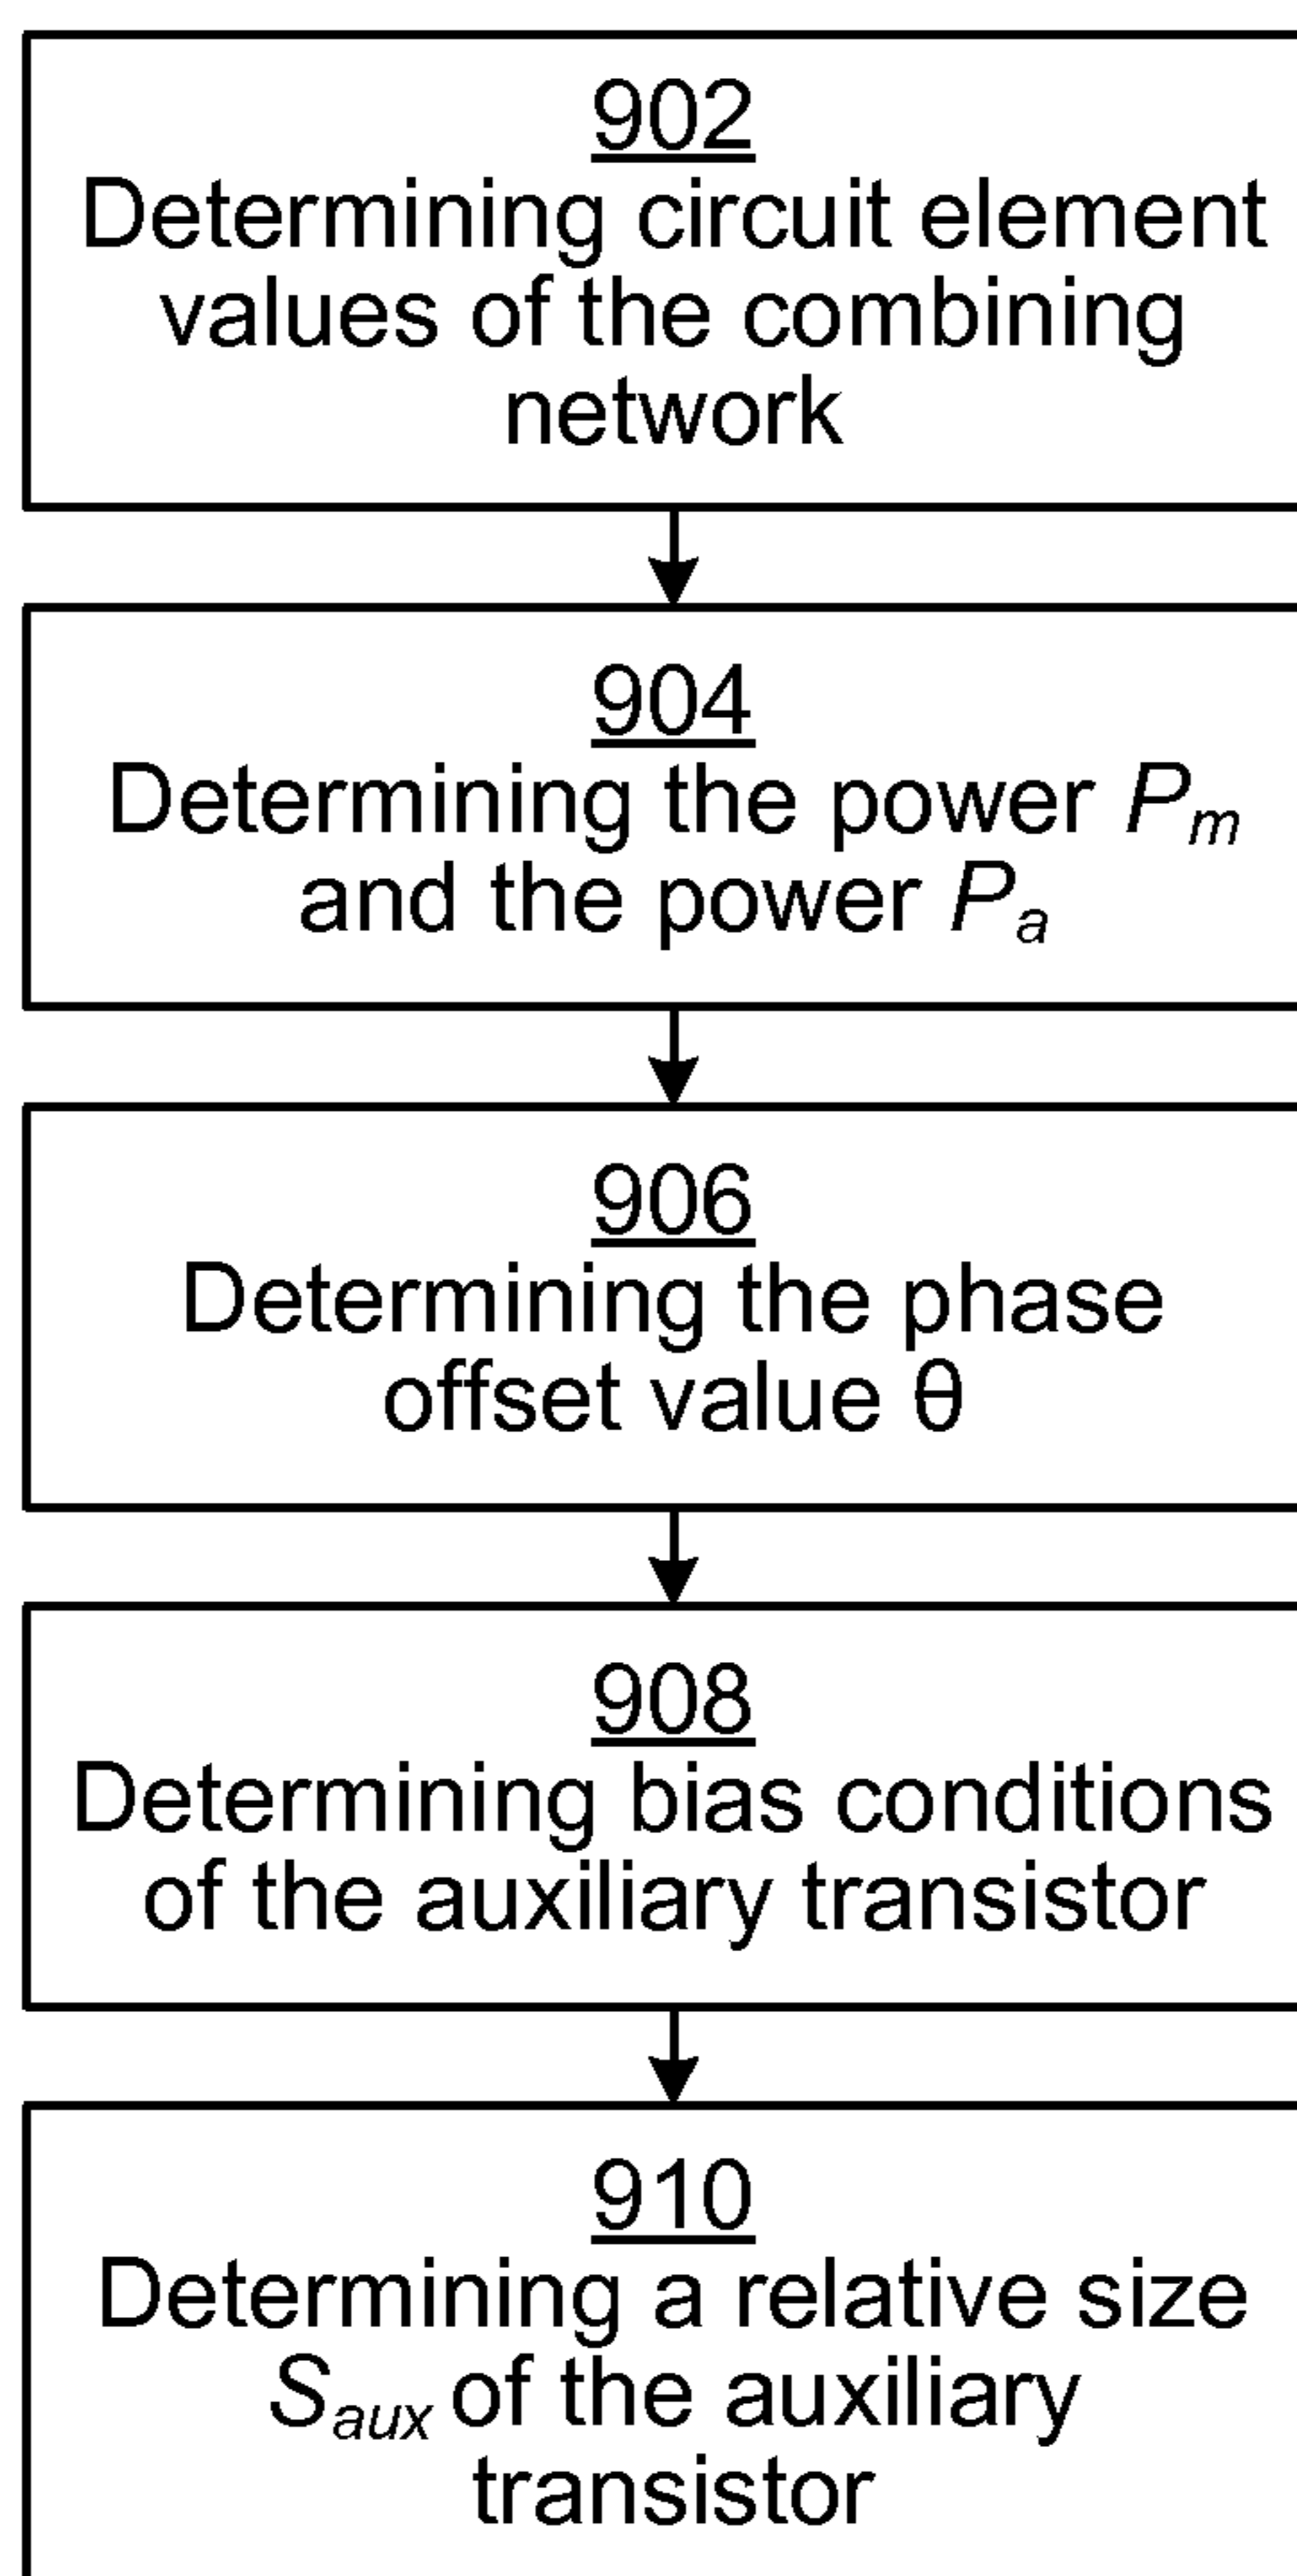 902
Determining circuit element
values of the combining
network
904
Determining the power Pm
and the power Pa
906
Determining the phase
offset value θ
908
Determining bias conditions
of the auxiliary transistor
910
Determining a relative size
Saux of the auxiliary
transistor